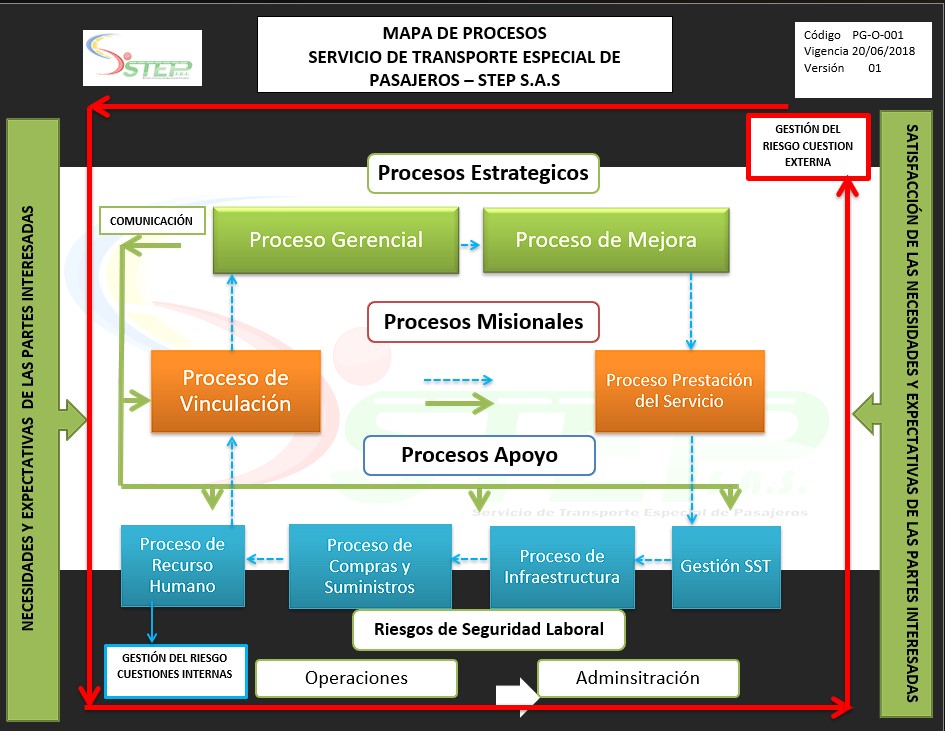 STEP S.A.S
MAPA DE PROCESOS
SERVICIO DE TRANSPORTE ESPECIAL DE
PASAJEROS – STEP S.A.S
Código PG-O-001
Vigencia 20/06/2018
Versión 01
GESTIÓN DEL
RIESGO CUESTION
EXTERNA
NECESIDADES Y EXPECTATIVAS DE LAS PARTES INTERESADAS
SATISFACCIÓN DE LAS NECESIDADES Y EXPECTATIVAS DE LAS PARTES INTERESADAS
Procesos Estrategicos
COMUNICACIÓN
Proceso Gerencial
Proceso de Mejora
Procesos Misionales
Proceso de
Vinculación
Proceso Prestación
del Servicio
STEP S.A.S.
Procesos Apoyo
Servicio de Transporte Especial de Pasajeros
Proceso de
Recurso
Humano
Proceso de
Compras y
Suministros
Proceso de
Infraestructura
Gestión SST
Riesgos de Seguridad Laboral
GESTIÓN DEL RIESGO
CUESTIONES INTERNAS
Operaciones
Adminsitración